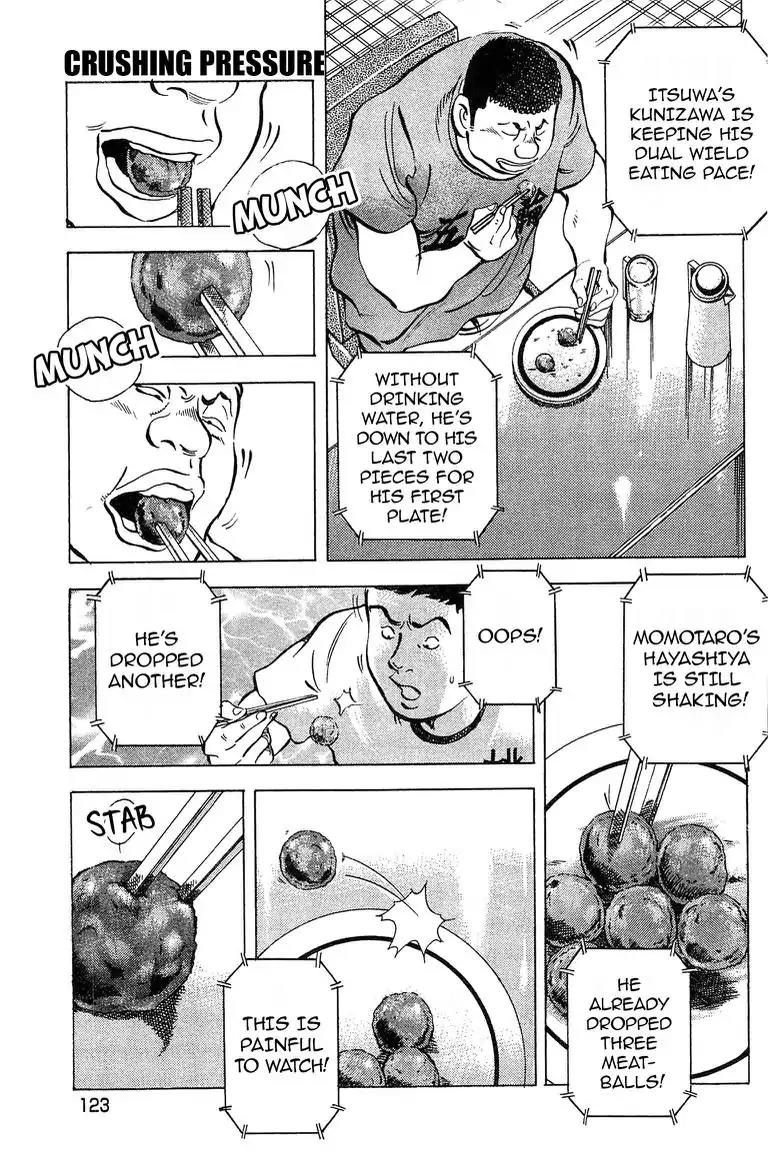 CRUSHING PRESSURE
ITSUWA'S
KUNIZAWA IS
KEEPING HIS
DUAL WIELD
EATING PACE!
WITHOUT
DRINKING
WATER, HE'S
DOWN TO HIS
LAST TWO
PIECES FOR
HIS FIRST
PLATE!
MUNCH
MUNCH
MOMOTARO'S
HAYASHIYA
IS STILL
SHAKING!
HE
ALREADY
DROPPED
THREE
MEAT-
BALLS!
OOPS!
HE'S
DROPPED
ANOTHER!
THIS IS
PAINFUL
TO WATCH!
STAB
123